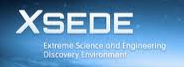 XSEDE
Extreme Science and Engineering
Discovery Environment